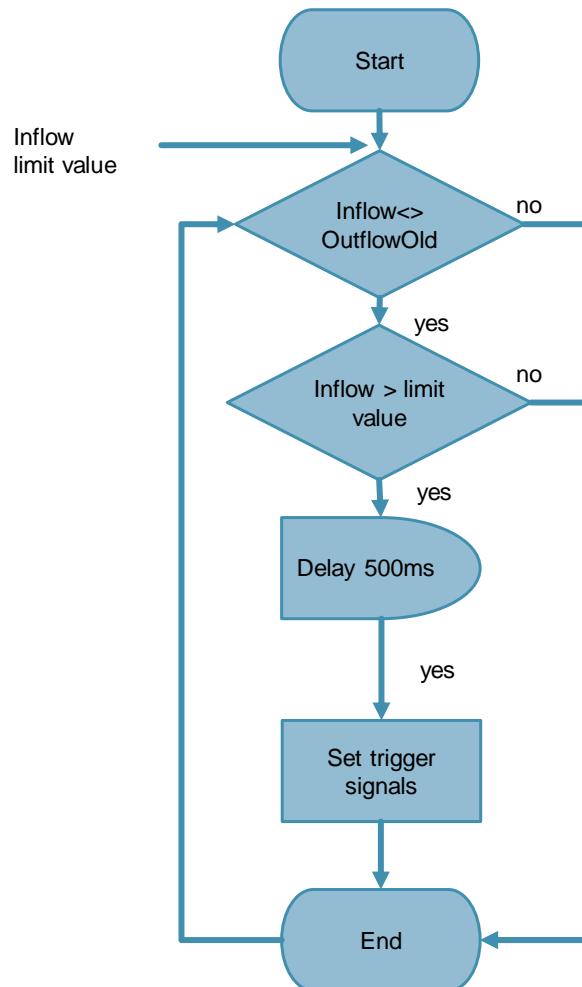 Start
Inflow
limit value
Inflow<>
OutflowOld
no
yes
Inflow > limit
value
no
yes
Delay 500ms
yes
Set trigger
signals
End